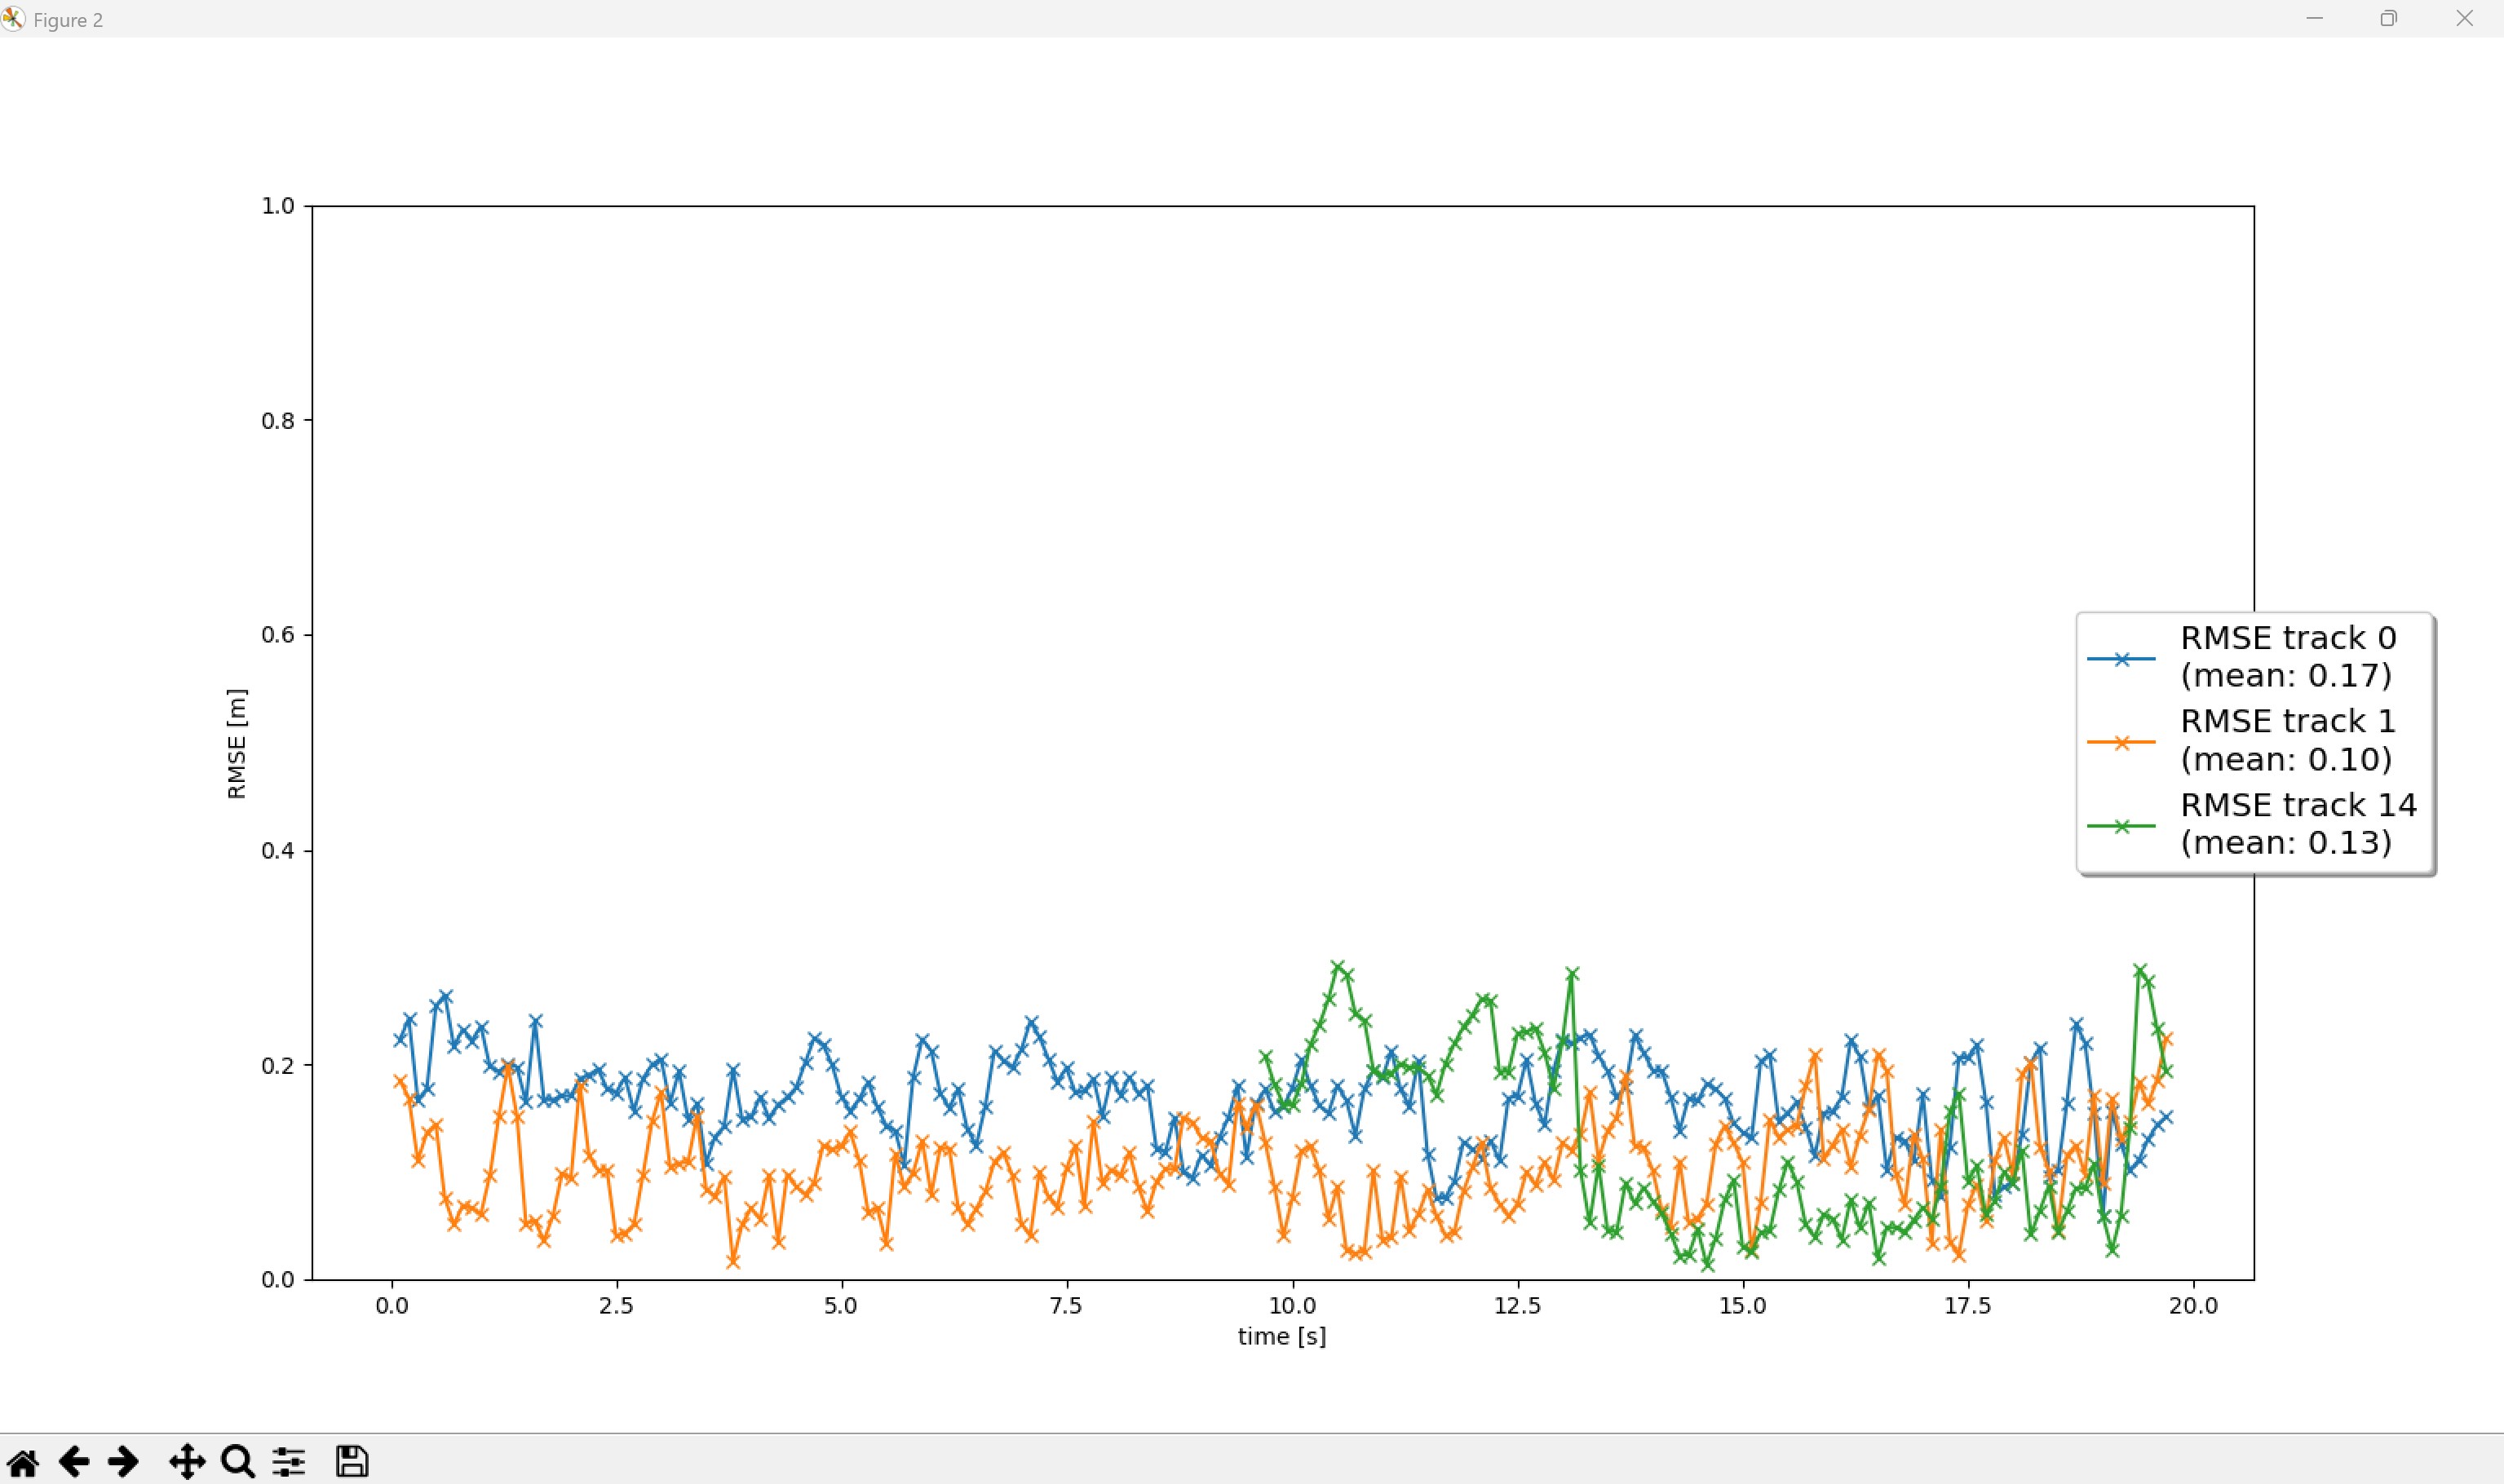 Figure 2
1.0
0.8
0.6
0.4
0.2
0.0
RMSE [m]
0.0 2.5 5.0 7.5 10.0 12.5 15.0 17.5 20.0
time [s]
RMSE track 0
(mean: 0.17)
RMSE track 1
(mean: 0.10)
RMSE track 14
(mean: 0.13)